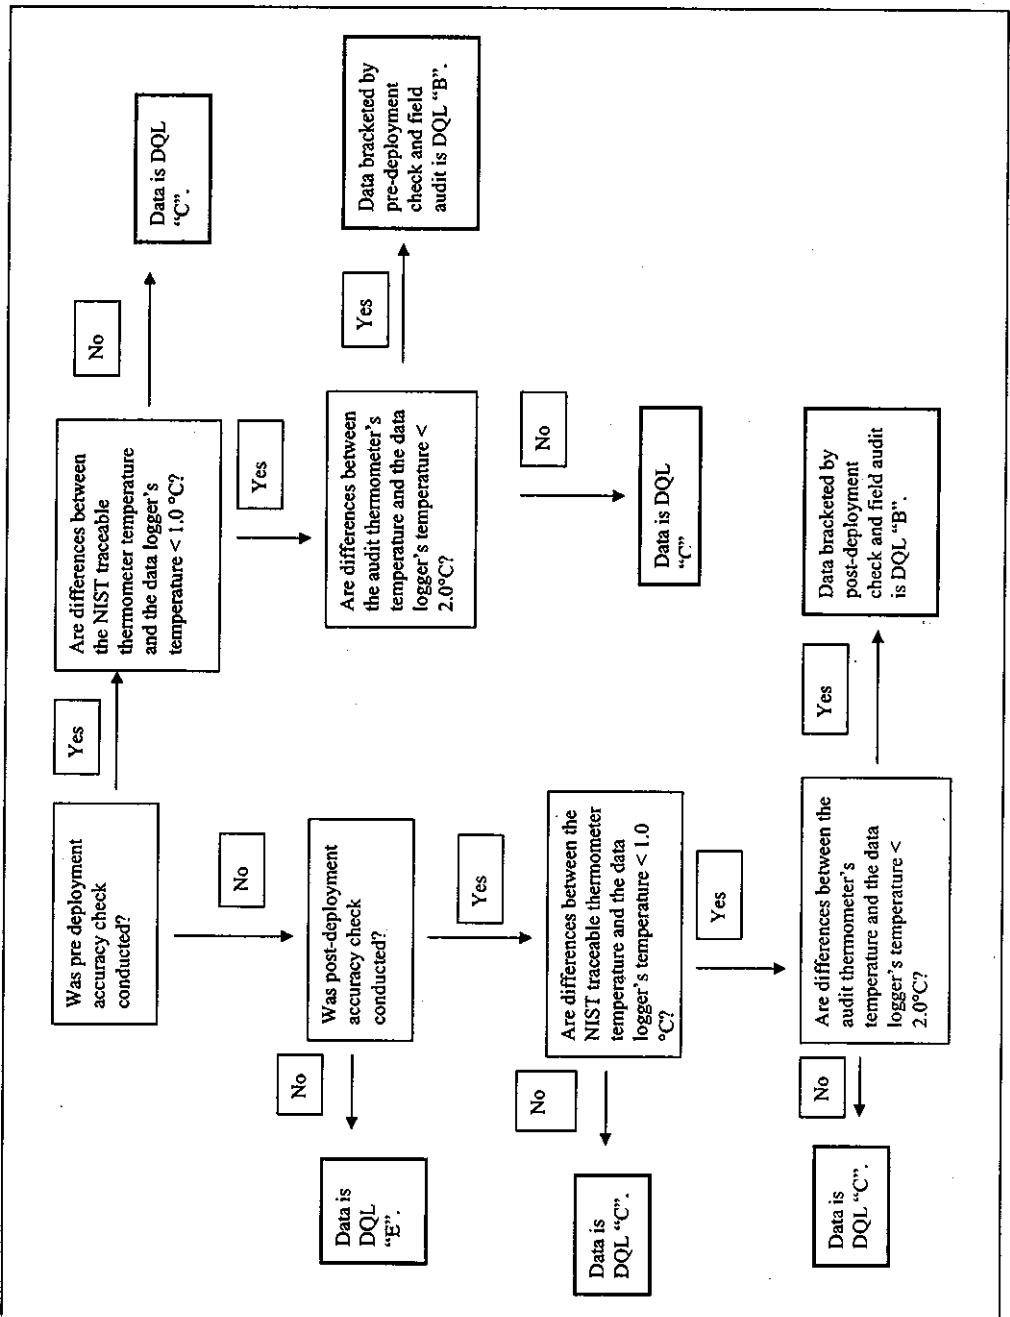 Was pre deployment
accuracy check
conducted?
Yes
Are differences between
the NIST traceable
thermometer temperature
and the data logger's
temperature < 1.0 °C?
No
Data is DQL
“C”.
No
Yes
Was post-deployment
accuracy check
conducted?
No
Data is
DQL
“E”.
Are differences between
the audit thermometer's
temperature and the data
logger's temperature <
2.0°C?
Yes
Data bracketed by
pre-deployment
check and field
audit is DQL “B”.
Yes
No
Are differences between the
NIST traceable thermometer
temperature and the data
logger's temperature < 1.0
°C?
No
Data is
DQL “C”.
Data is DQL
“C”
Yes
Are differences between the
audit thermometer's
temperature and the data
logger's temperature <
2.0°C?
No
Data is
DQL “C”.
Yes
Data bracketed by
post-deployment
check and field audit
is DQL “B”.